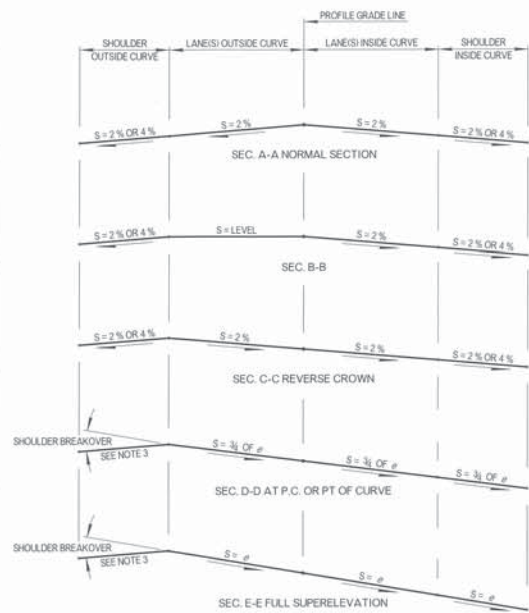 PROFILE GRADE LINE
SHOULDER
OUTSIDE CURVE
LANE(S) OUTSIDE CURVE
LANE(S) INSIDE CURVE
SHOULDER
INSIDE CURVE
S = 2 % OR 4 %
S = 2%
S = 2%
S = 2 % OR 4 %
SEC. A-A NORMAL SECTION
S = 2 % OR 4 %
S = LEVEL
S = 2%
S = 2 % OR 4 %
SEC. B-B
S = 2 % OR 4 %
S = 2%
S = 2%
S = 2 % OR 4 %
SEC. C-C REVERSE CROWN
SHOULDER BREAKOVER
SEE NOTE 3
S = ¾ OF e
S = ¾ OF e
S = ¾ OF e
SEC. D-D AT P.C. OR PT OF CURVE
SHOULDER BREAKOVER
SEE NOTE 3
S = e
S = e
S = e
SEC. E-E FULL SUPERELEVATION